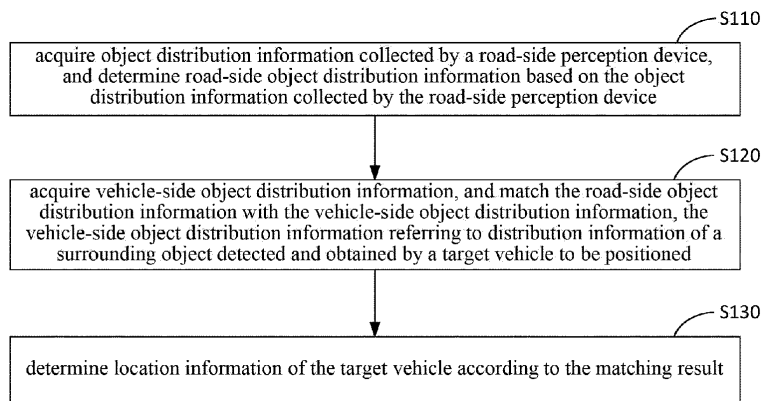 S110
acquire object distribution information collected by a road-side perception device,
and determine road-side object distribution information based on the object
distribution information collected by the road-side perception device
S120
acquire vehicle-side object distribution information, and match the road-side object
distribution information with the vehicle-side object distribution information, the
vehicle-side object distribution information referring to distribution information of a
surrounding object detected and obtained by a target vehicle to be positioned
S130
determine location information of the target vehicle according to the matching result